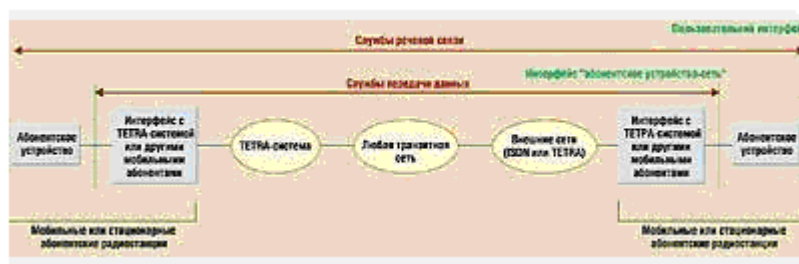 Пользовательский интерфейс
Службы речевой связи
Интерфейс "абонентское устройство-сеть"
Службы передачи данных
Абонентское
устройство
Интерфейс с
TETRA-системой
или другими
мобильными
абонентами
TETRA-система
Любая транзитная
сеть
Внешние сети
(ISDN или TETRA)
Интерфейс с
TETRA-системой
или другими
мобильными
абонентами
Абонентское
устройство
Мобильные или стационарные
абонентские радиостанции
Мобильные или стационарные
абонентские радиостанции